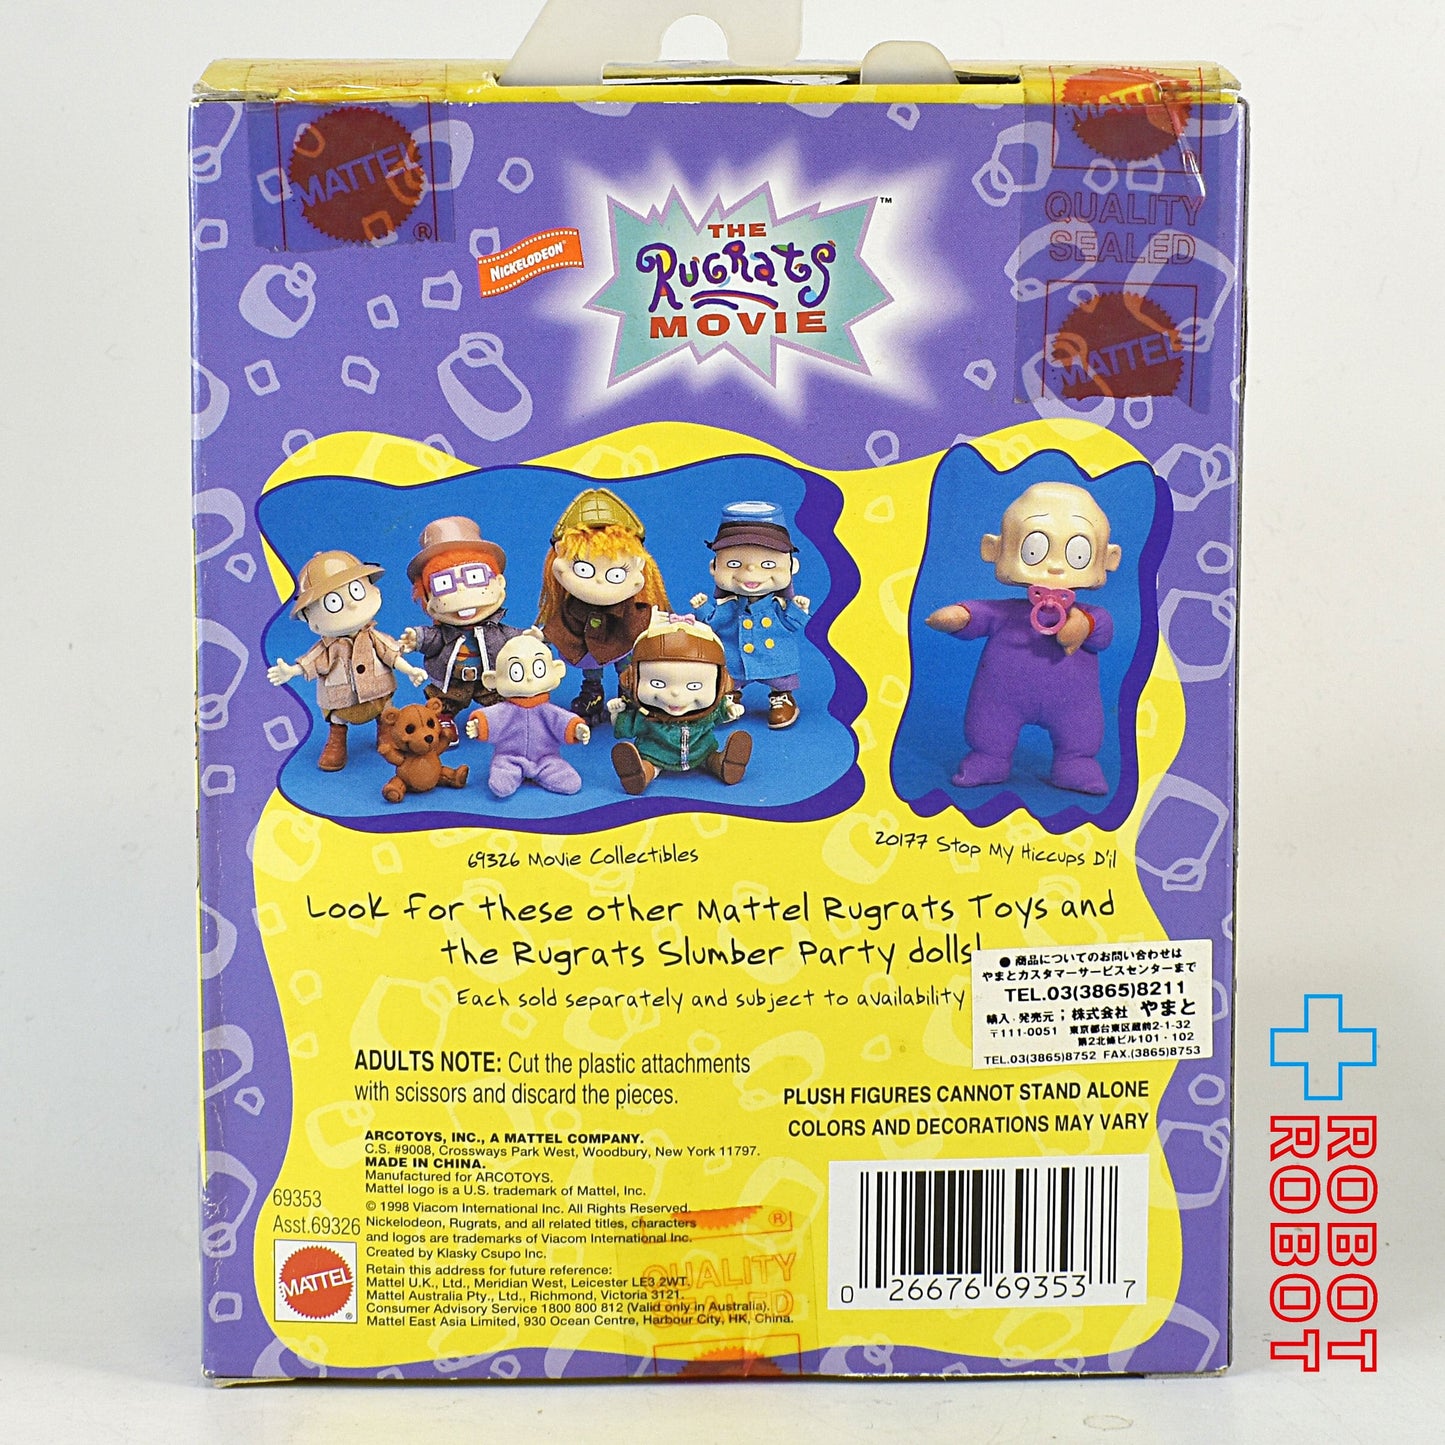 MATTEL
®
MATTEL
QUALITY
SEALED
MATTEL
NICKELODEON
THE
RUGRATS
MOVIE
™
69326 Movie Collectibles
20177 Stop My Hiccups D'il
Look for these other Mattel Rugrats Toys and
the Rugrats Slumber Party dolls!
Each sold separately and subject to availability
● 商品についてのお問い合わせは
やまとカスタマーサービスセンターまで
TEL.03(3865)8211
輸入・発売元；株式会社 やまと
〒111-0051 東京都台東区蔵前2-1-32
第2北條ビル101・102
TEL.03(3865)8752 FAX.(3865)8753
ADULTS NOTE: Cut the plastic attachments
with scissors and discard the pieces.
PLUSH FIGURES CANNOT STAND ALONE
COLORS AND DECORATIONS MAY VARY
ARCOTOYS, INC., A MATTEL COMPANY.
C.S. #9008, Crossways Park West, Woodbury, New York 11797.
MADE IN CHINA.
Manufactured for ARCOTOYS.
Mattel logo is a U.S. trademark of Mattel, Inc.
© 1998 Viacom International Inc. All Rights Reserved.
Nickelodeon, Rugrats, and all related titles, characters
and logos are trademarks of Viacom International Inc.
Created by Klasky Csupo Inc.
Retain this address for future reference:
Mattel U.K., Ltd., Meridian West, Leicester LE3 2WT.
Mattel Australia Pty., Ltd., Richmond, Victoria 3121.
Consumer Advisory Service 1800 800 812 (Valid only in Australia).
Mattel East Asia Limited, 930 Ocean Centre, Harbour City, HK, China.
69353
Asst.69326
MATTEL
®
®
QUALITY
SEALED
0 26676 69353 7
ROBOT
ROBOT